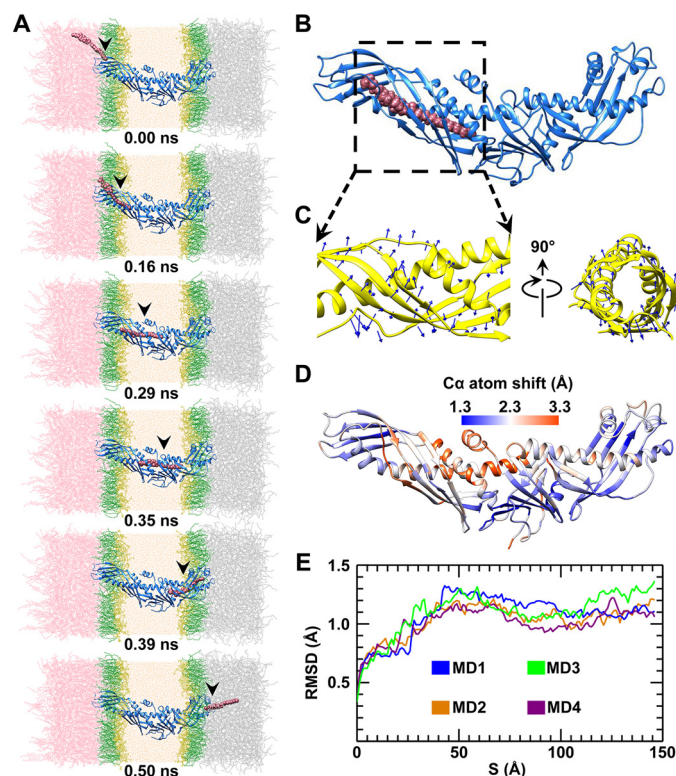 A
0.00 ns
0.16 ns
0.29 ns
0.35 ns
0.39 ns
0.50 ns
B
C
90°
D
Cα atom shift (Å)
1.3 2.3 3.3
E
1.5
1.0
0.5
RMSD (Å)
MD1 MD3
MD2 MD4
0 50 100 150
S (Å)